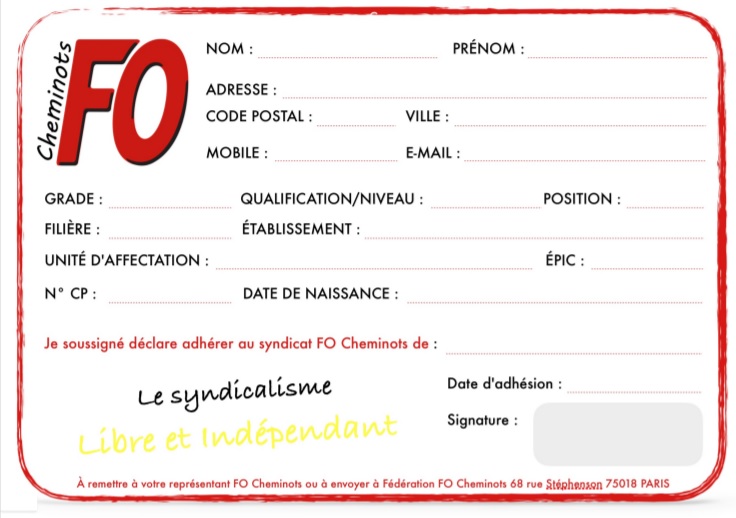 Cheminots
FO
NOM : PRÉNOM :
ADRESSE :
CODE POSTAL : VILLE :
MOBILE : E-MAIL :
GRADE : QUALIFICATION/NIVEAU : POSITION :
FILIÈRE : ÉTABLISSEMENT :
UNITÉ D'AFFECTATION : ÉPIC :
N° CP : DATE DE NAISSANCE :
Je soussigné déclare adhérer au syndicat FO Cheminots de :
Le syndicalisme
Libre et Indépendant
Date d'adhésion :
Signature :
À remettre à votre représentant FO Cheminots ou à envoyer à Fédération FO Cheminots 68 rue Stéphenson 75018 PARIS